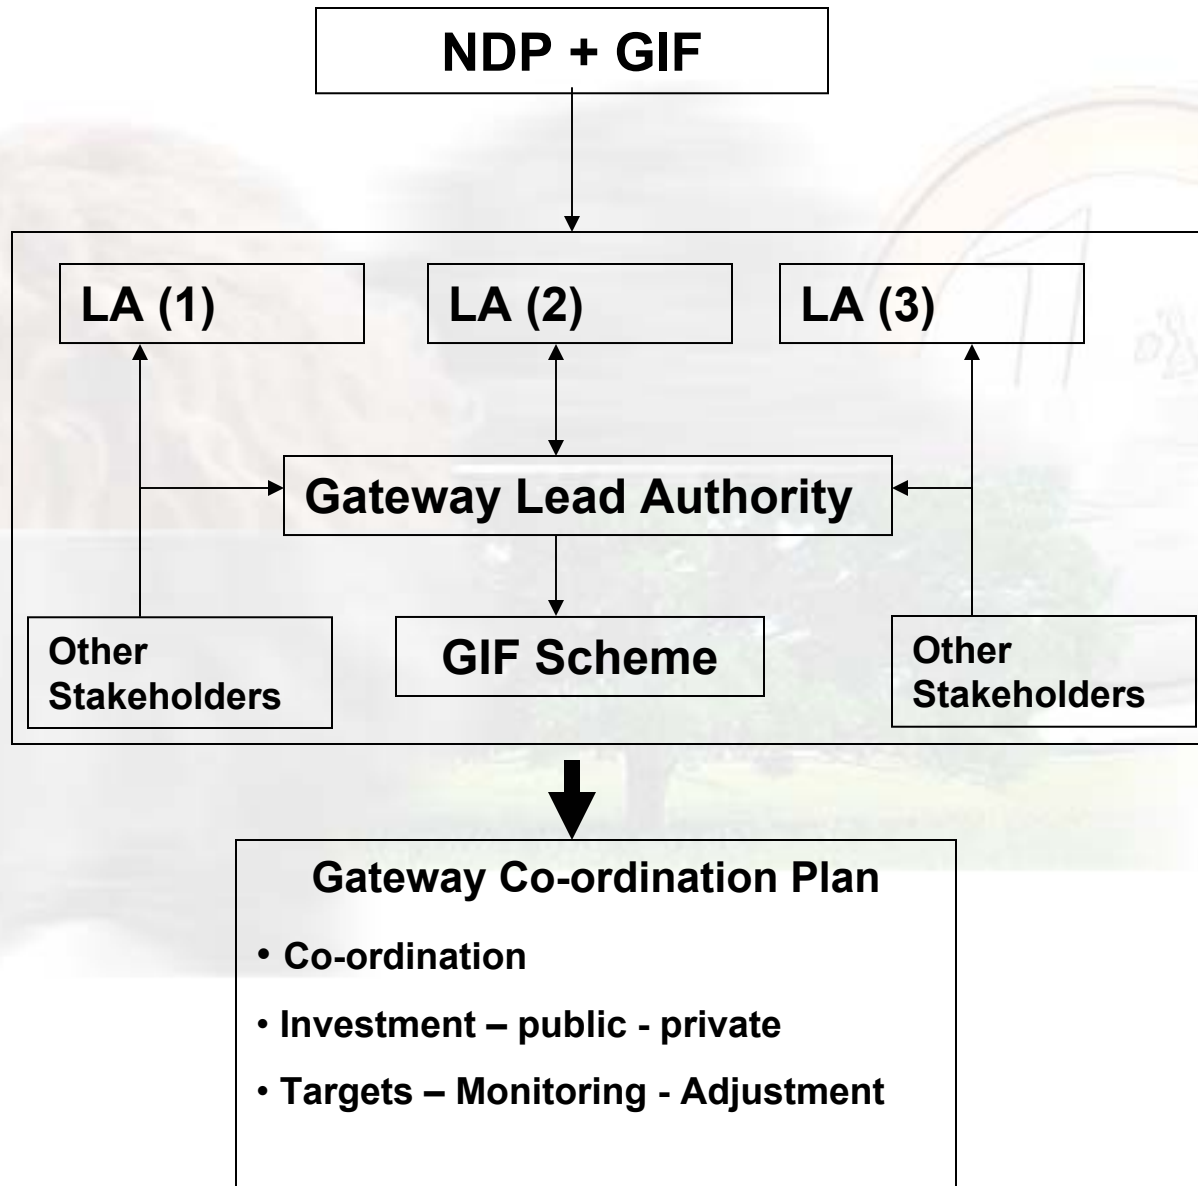 NDP + GIF
LA (1)
LA (2)
LA (3)
Gateway Lead Authority
Other
Stakeholders
GIF Scheme
Other
Stakeholders
Gateway Co-ordination Plan
• Co-ordination
• Investment – public - private
• Targets – Monitoring - Adjustment